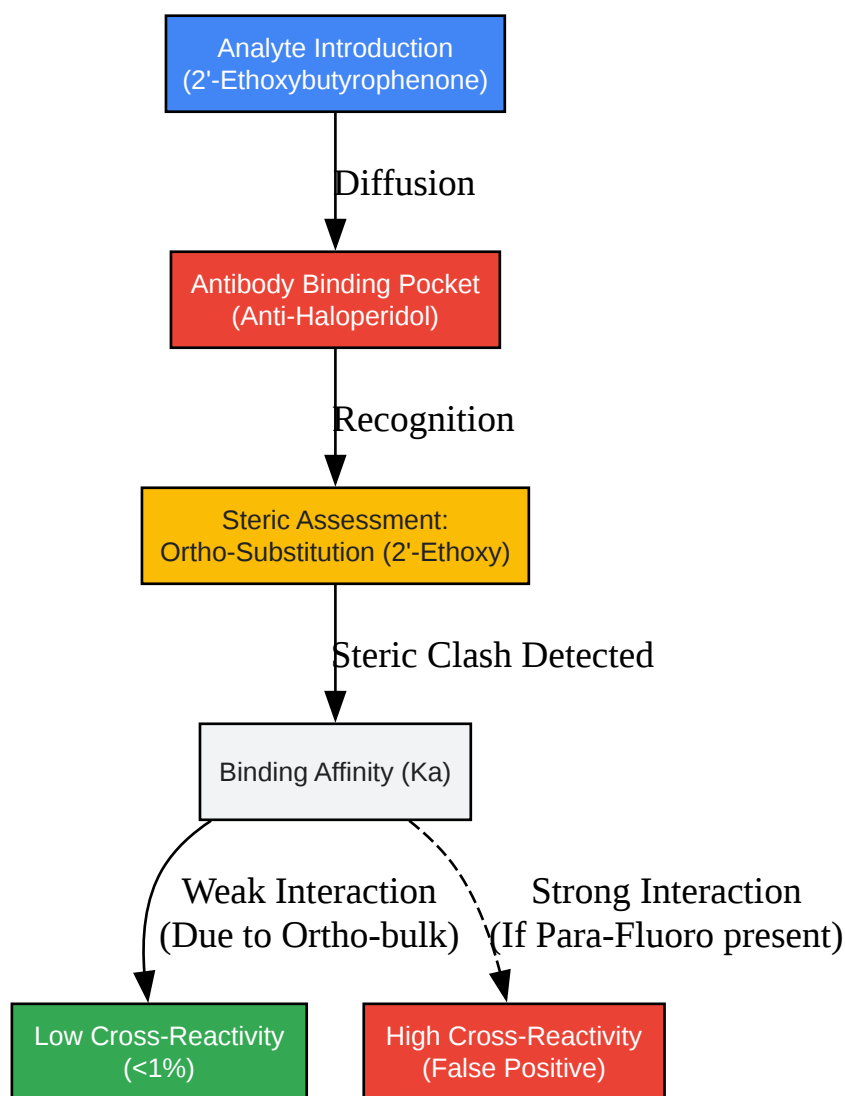 Analyte Introduction
(2'-Ethoxybutyrophenone)
Diffusion
Antibody Binding Pocket
(Anti-Haloperidol)
Recognition
Steric Assessment:
Ortho-Substitution (2'-Ethoxy)
Steric Clash Detected
Binding Affinity (Ka)
Weak Interaction
(Due to Ortho-bulk)
Strong Interaction
(If Para-Fluoro present)
Low Cross-Reactivity
(<1%)
High Cross-Reactivity
(False Positive)